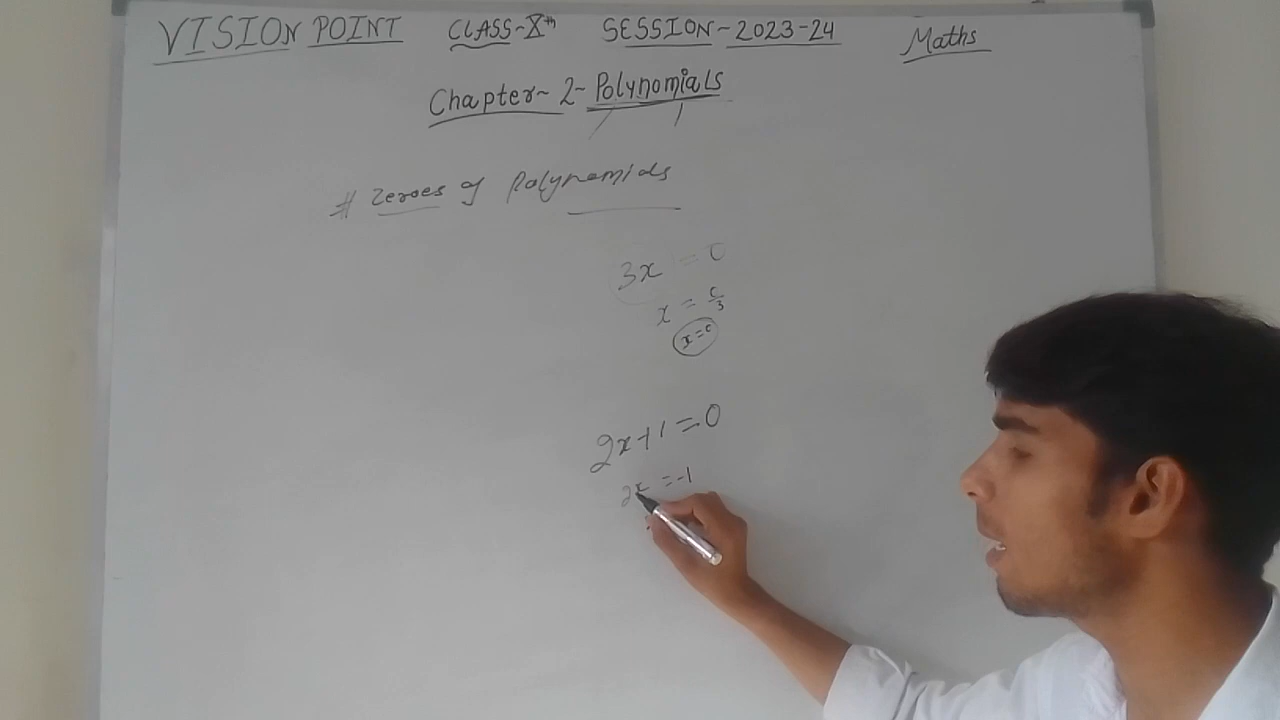 VISION POINT CLASS~Xth SESSION~2023-24 Maths
Chapter~ 2- Polynomials
# Zeroes of Polynomials
3x = 0
x = 0/3
x=0
2x+1=0
2x = -1